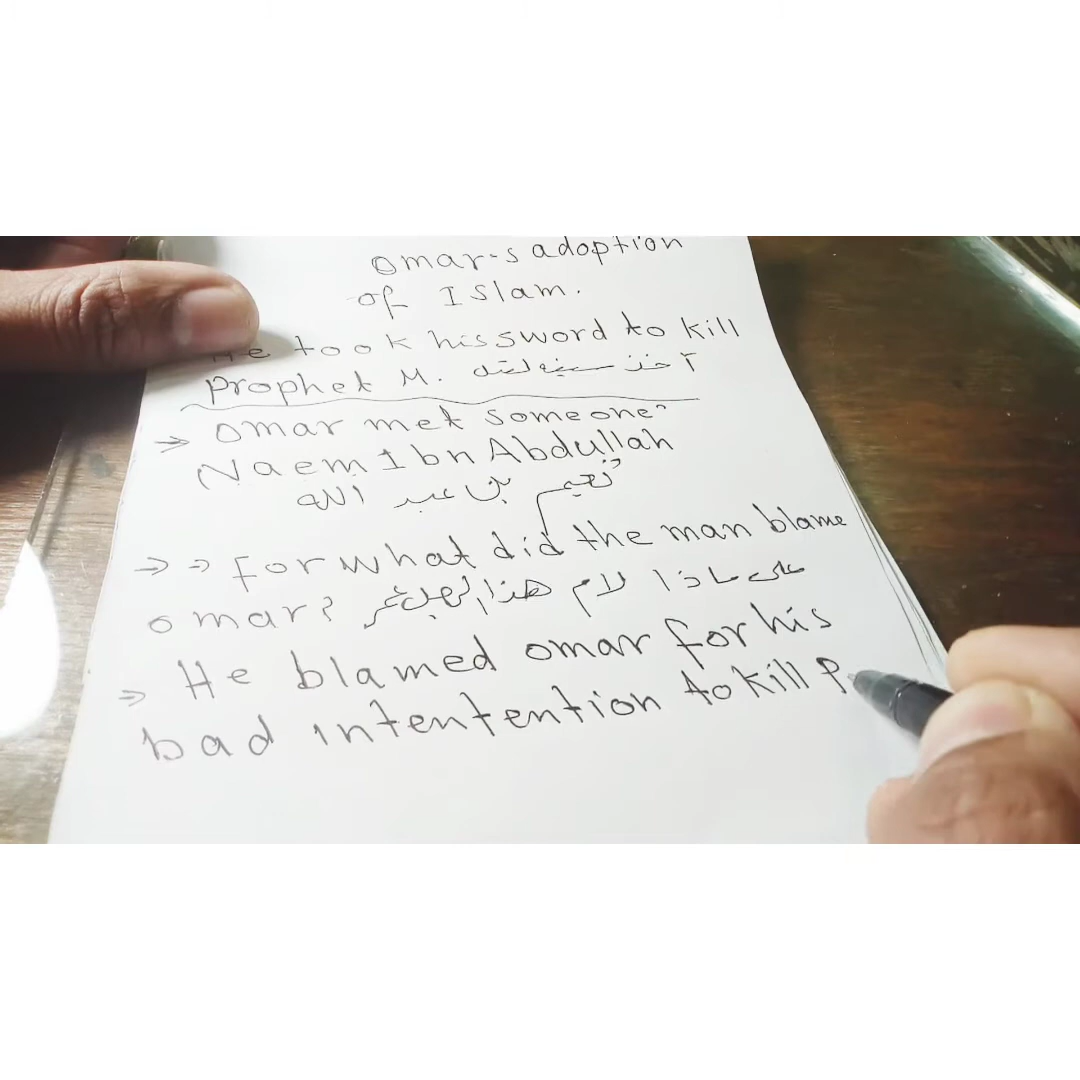 omar-s adoption
of Islam.
He took his sword to kill
Prophet M. آخذ سيفه لقتله
⇒ omar met someone?
Naem Ibn Abdullah
نعيم بن عبد الله
⇒ ⇒ For what did the man blame
omar? على ماذا لام هذا الرجل عمر
⇒ He blamed omar for his
bad intentention to kill P